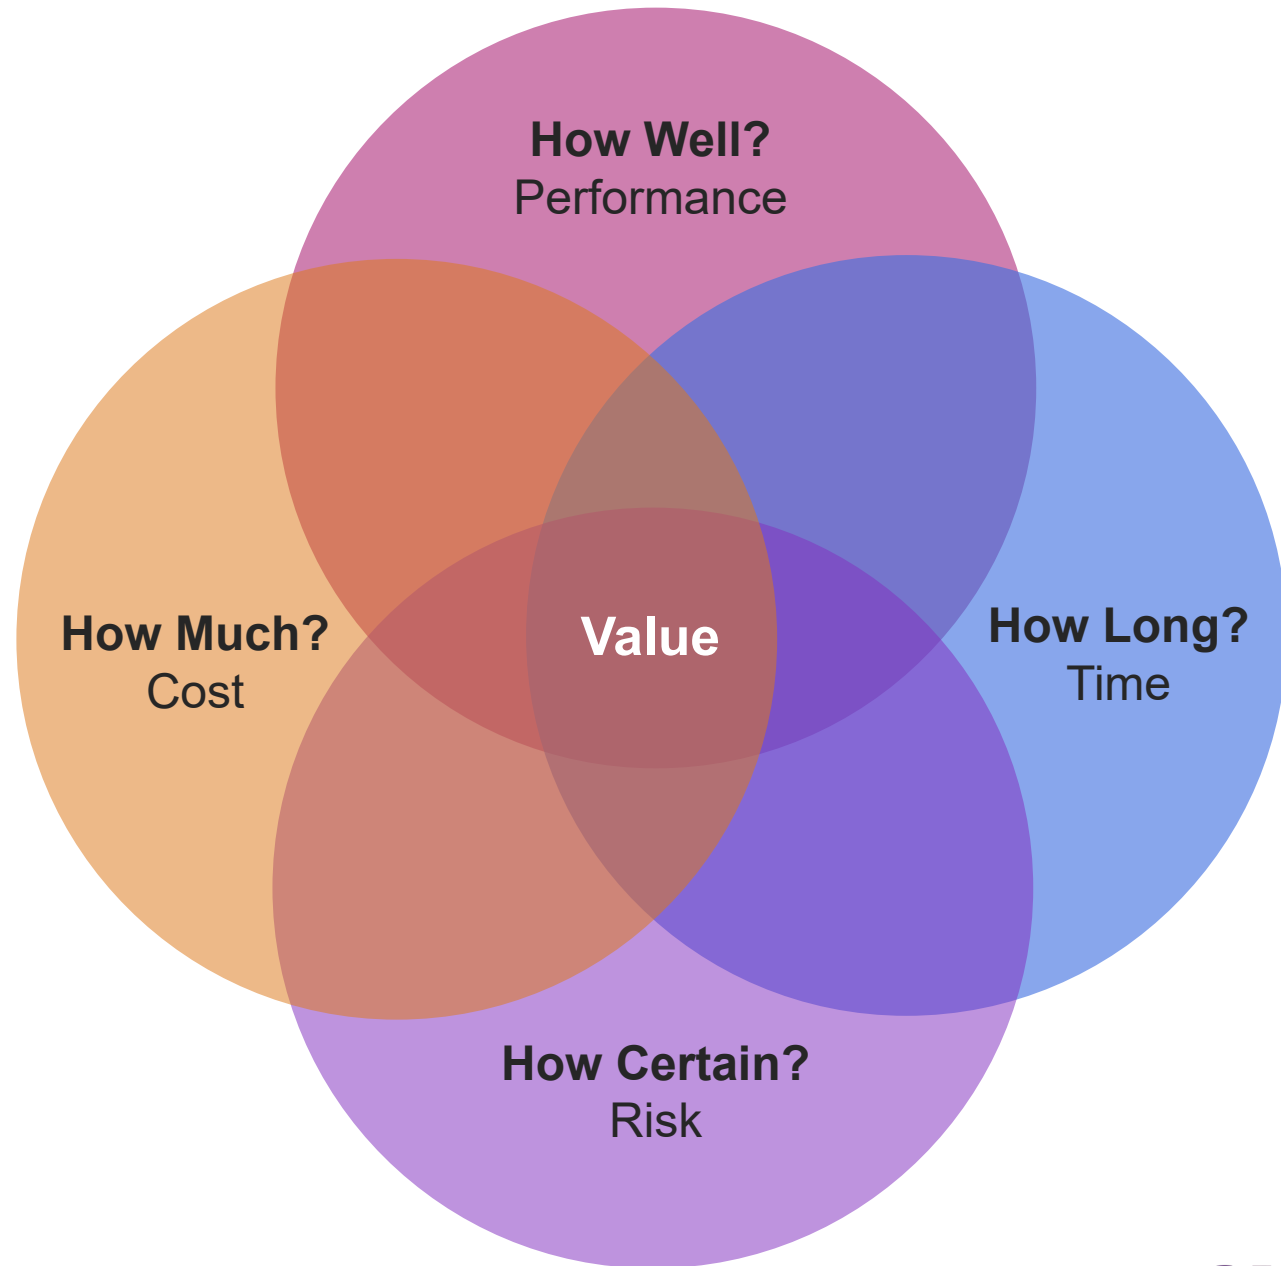 How Well?
Performance
How Much?
Cost
Value
How Long?
Time
How Certain?
Risk